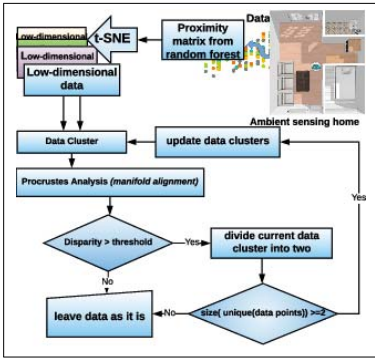 Low-dimensional
Low-dimensional
Low-dimensional
data
t-SNE
Proximity
matrix from
random forest
Data
Ambient sensing home
Data Cluster
update data clusters
Procrustes Analysis (manifold alignment)
Yes
Disparity > threshold
Yes
divide current data
cluster into two
No
leave data as it is
No
size( unique(data points)) >=2